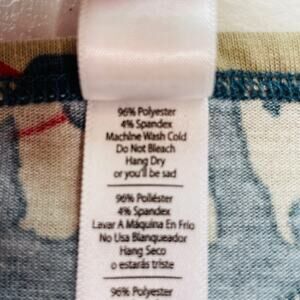 96% Polyester
4% Spandex
Machine Wash Cold
Do Not Bleach
Hang Dry
or you'll be sad
96% Poliéster
4% Spandex
Lavar A Máquina En Frío
No Usa Blanqueador
Hang Seco
o estarás triste
96% Polyester